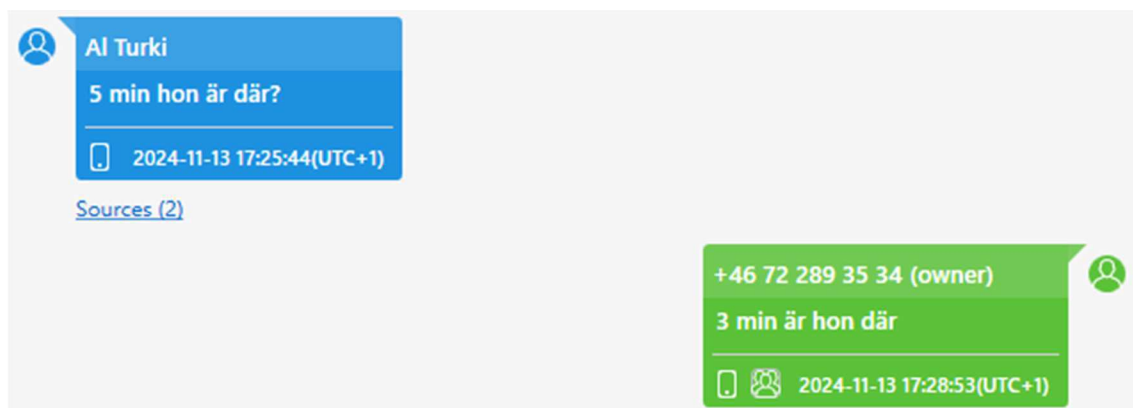 Al Turki
5 min hon är där?
2024-11-13 17:25:44(UTC+1)
Sources (2)
+46 72 289 35 34 (owner)
3 min är hon där
2024-11-13 17:28:53(UTC+1)